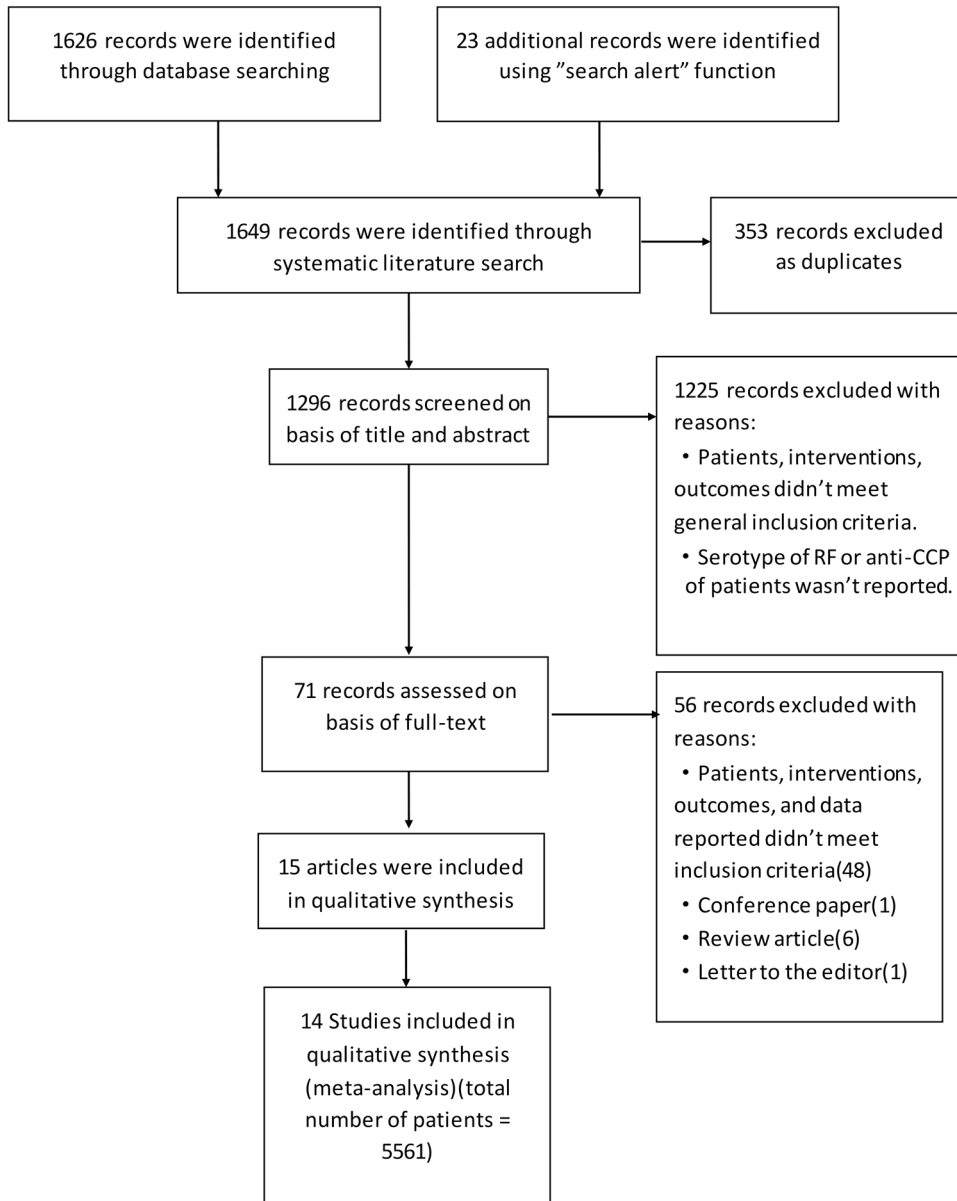 1626 records were identified
through database searching
23 additional records were identified
using ”search alert” function
1649 records were identified through
systematic literature search
353 records excluded
as duplicates
1296 records screened on
basis of title and abstract
1225 records excluded with
reasons:
• Patients, interventions,
outcomes didn’t meet
general inclusion criteria.
• Serotype of RF or anti-CCP
of patients wasn’t reported.
71 records assessed on
basis of full-text
56 records excluded with
reasons:
• Patients, interventions,
outcomes, and data
reported didn’t meet
inclusion criteria(48)
• Conference paper(1)
• Review article(6)
• Letter to the editor(1)
15 articles were included
in qualitative synthesis
14 Studies included in
qualitative synthesis
(meta-analysis)(total
number of patients =
5561)